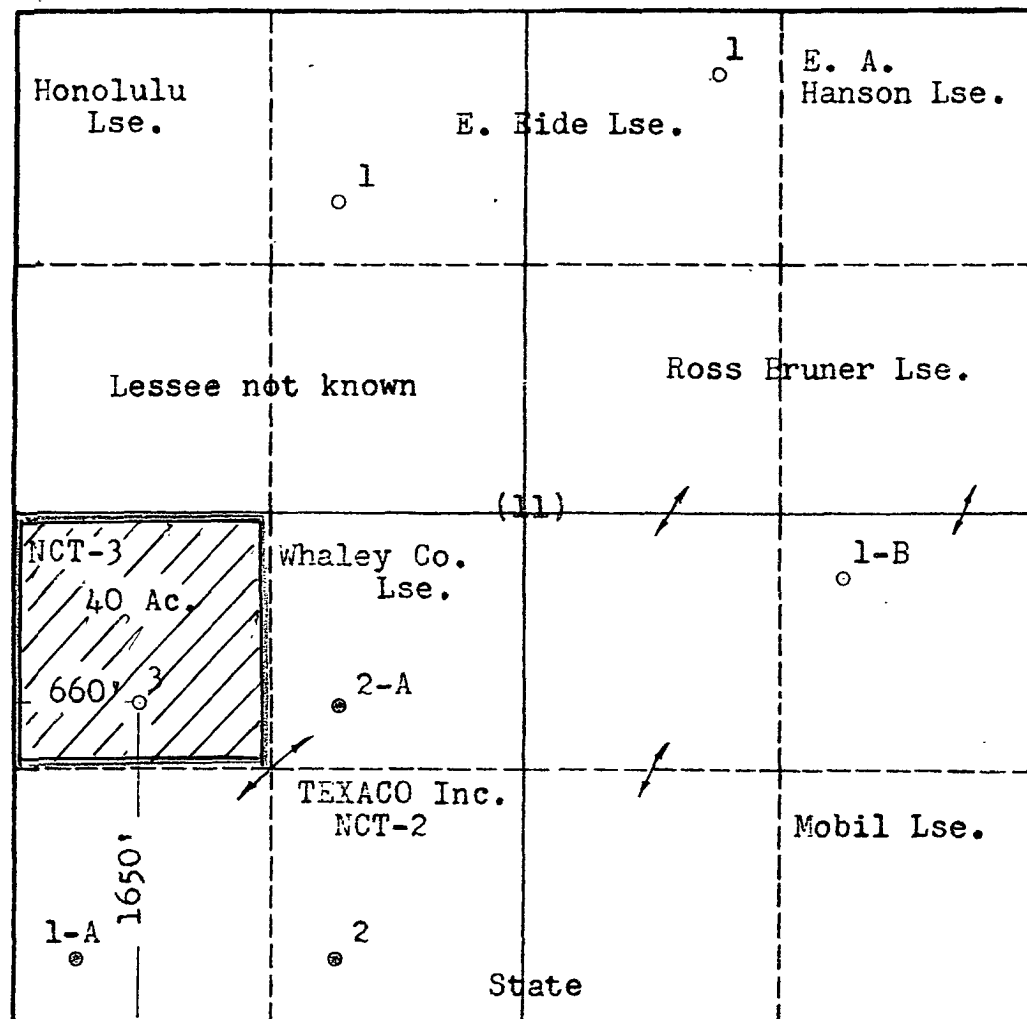 Honolulu
Lse.
1
E. Eide Lse.
1
E. A.
Hanson Lse.
Lessee not known
Ross Bruner Lse.
(11)
NCT-3
40 Ac.
660'
3
1650'
Whaley Co.
Lse.
2-A
1-B
TEXACO Inc.
NCT-2
Mobil Lse.
1-A
2
State